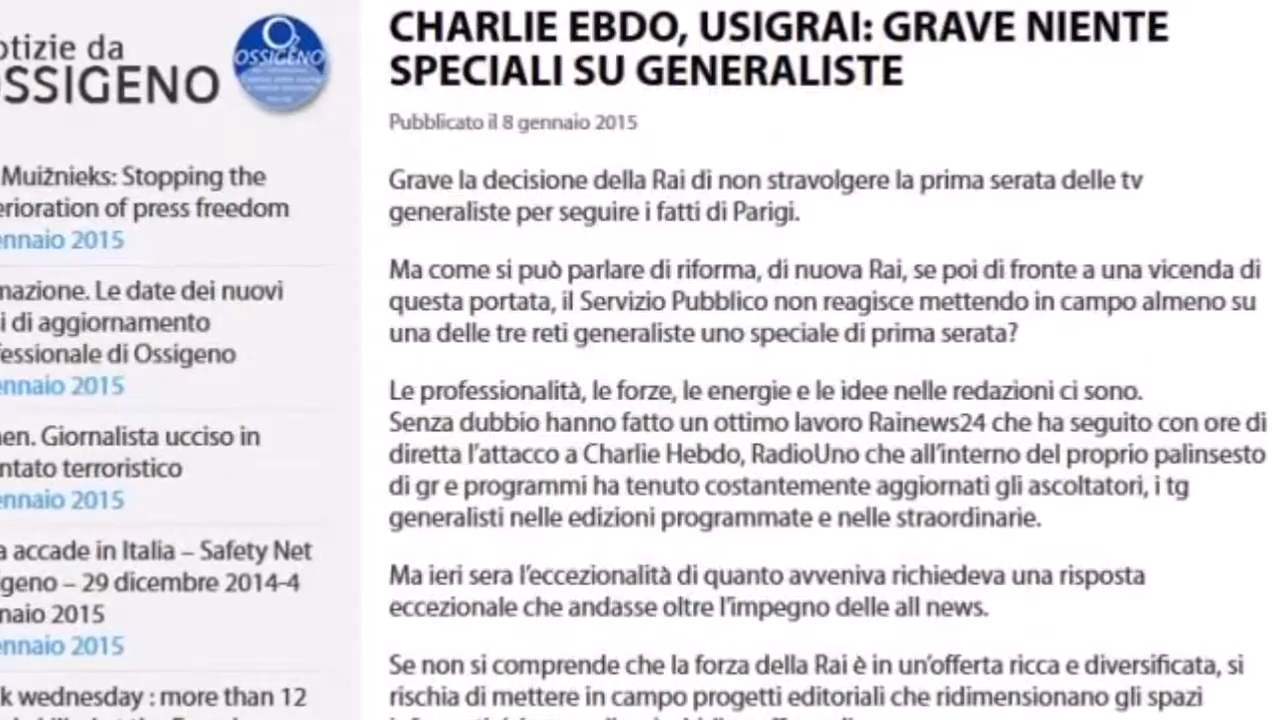 otizie da
OSSIGENO
OSSIGENO
Muižnieks: Stopping the
erioration of press freedom
ennaio 2015
mazione. Le date dei nuovi
i di aggiornamento
fessionale di Ossigeno
ennaio 2015
en. Giornalista ucciso in
ntato terroristico
ennaio 2015
a accade in Italia – Safety Net
igeno – 29 dicembre 2014-4
naio 2015
ennaio 2015
k wednesday : more than 12
CHARLIE EBDO, USIGRAI: GRAVE NIENTE
SPECIALI SU GENERALISTE
Pubblicato il 8 gennaio 2015
Grave la decisione della Rai di non stravolgere la prima serata delle tv
generaliste per seguire i fatti di Parigi.
Ma come si può parlare di riforma, di nuova Rai, se poi di fronte a una vicenda di
questa portata, il Servizio Pubblico non reagisce mettendo in campo almeno su
una delle tre reti generaliste uno speciale di prima serata?
Le professionalità, le forze, le energie e le idee nelle redazioni ci sono.
Senza dubbio hanno fatto un ottimo lavoro Rainews24 che ha seguito con ore di
diretta l'attacco a Charlie Hebdo, RadioUno che all'interno del proprio palinsesto
di gr e programmi ha tenuto costantemente aggiornati gli ascoltatori, i tg
generalisti nelle edizioni programmate e nelle straordinarie.
Ma ieri sera l'eccezionalità di quanto avveniva richiedeva una risposta
eccezionale che andasse oltre l'impegno delle all news.
Se non si comprende che la forza della Rai è in un'offerta ricca e diversificata, si
rischia di mettere in campo progetti editoriali che ridimensionano gli spazi